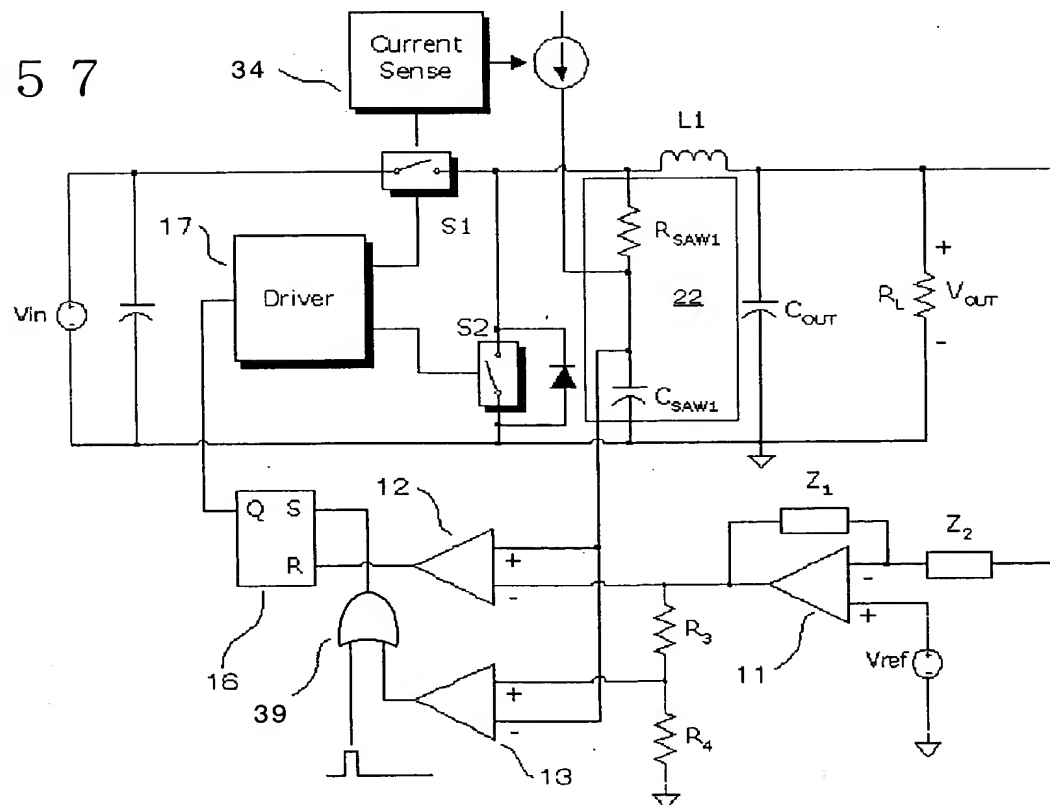 5 7
34
Current
Sense
L1
17
S1
R_SAW1
Driver
Vin
22
S2
C_SAW1
C_OUT
R_L
+
V_OUT
-
12
Z_1
Z_2
Q S
R
+
-
-
+
11
Vref
16
39
R_3
+
-
R_4
13